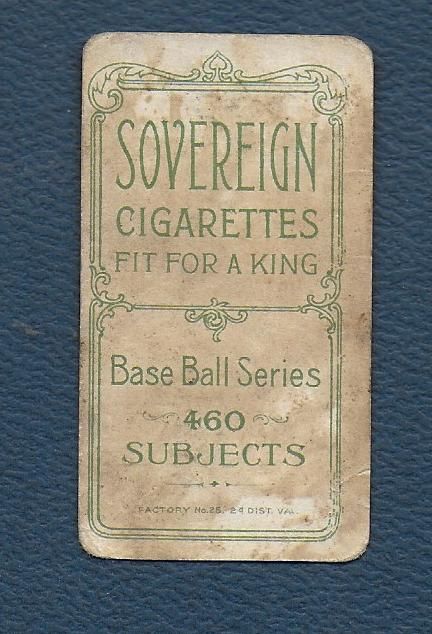 SOVEREIGN
CIGARETTES
FIT FOR A KING
Base Ball Series
460
SUBJECTS
FACTORY No. 25, 2d DIST. VA.